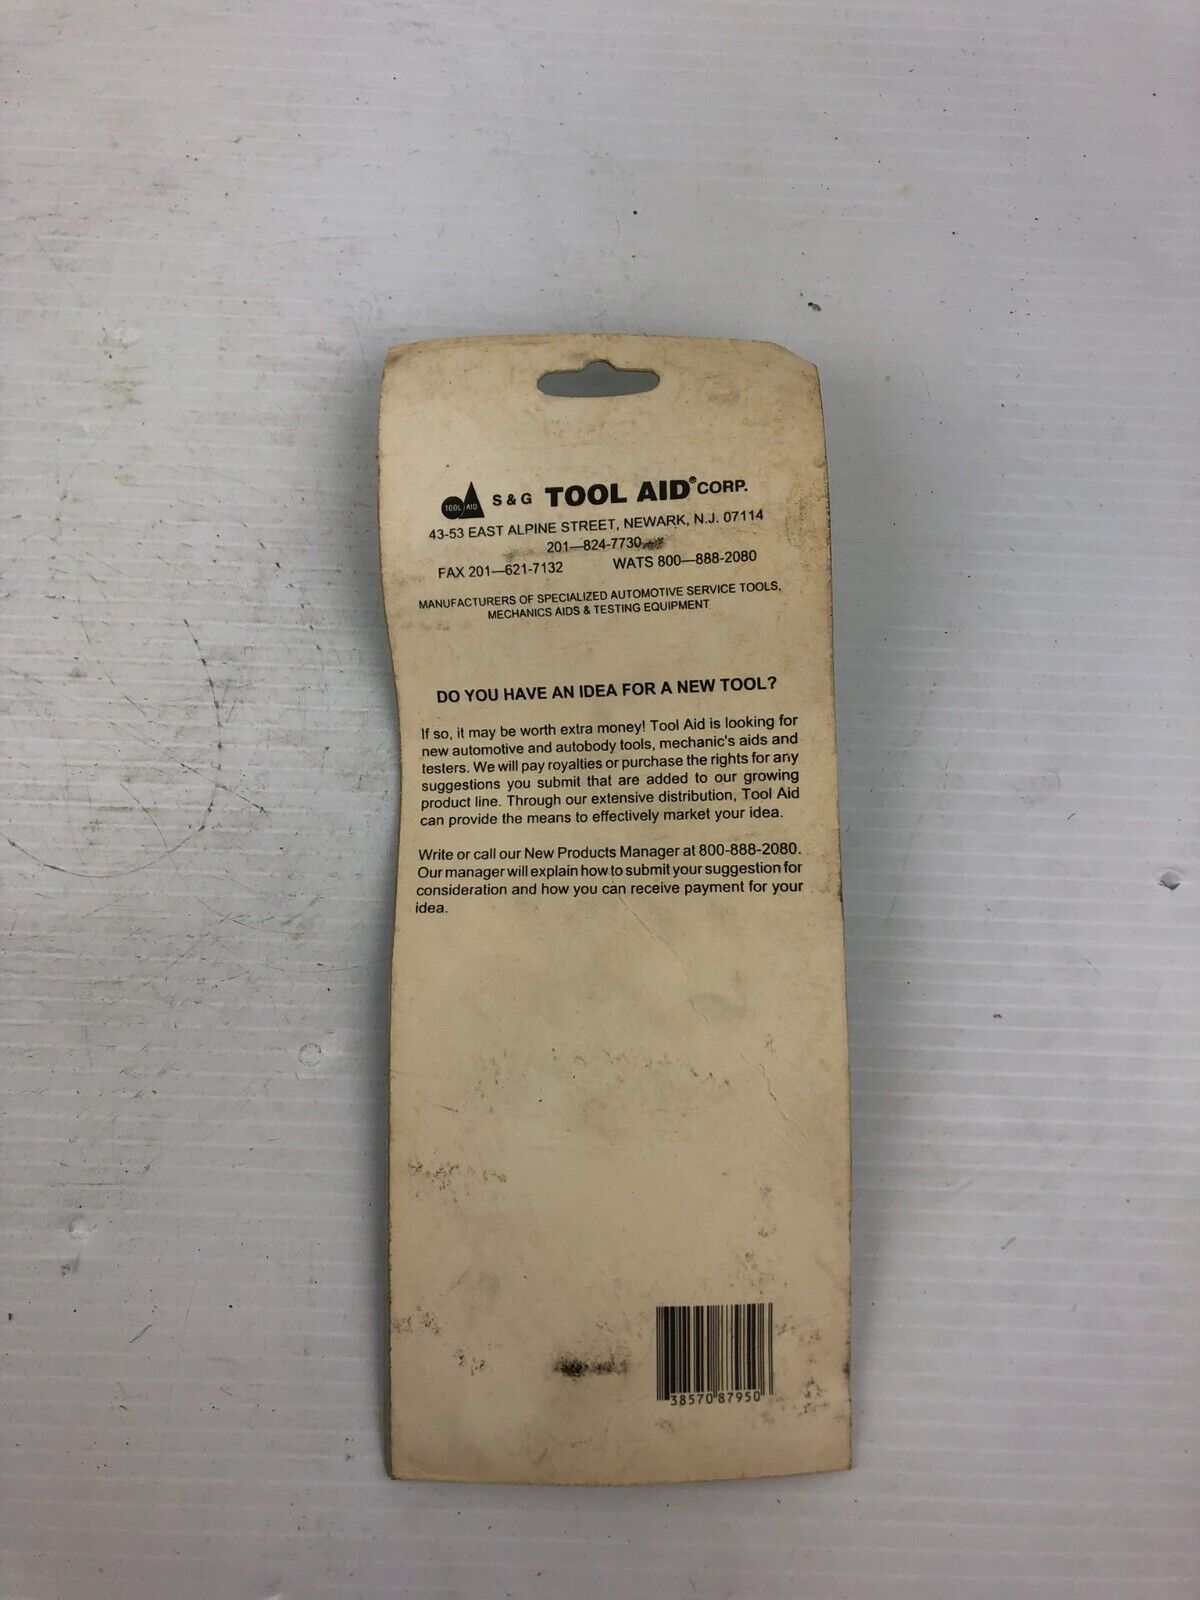 TOOL AID S & G TOOL AID® CORP.
43-53 EAST ALPINE STREET, NEWARK, N.J. 07114
201—824-7730
FAX 201—621-7132 WATS 800—888-2080
MANUFACTURERS OF SPECIALIZED AUTOMOTIVE SERVICE TOOLS,
MECHANICS AIDS & TESTING EQUIPMENT
DO YOU HAVE AN IDEA FOR A NEW TOOL?
If so, it may be worth extra money! Tool Aid is looking for
new automotive and autobody tools, mechanic's aids and
testers. We will pay royalties or purchase the rights for any
suggestions you submit that are added to our growing
product line. Through our extensive distribution, Tool Aid
can provide the means to effectively market your idea.
Write or call our New Products Manager at 800-888-2080.
Our manager will explain how to submit your suggestion for
consideration and how you can receive payment for your
idea.
38570 87950